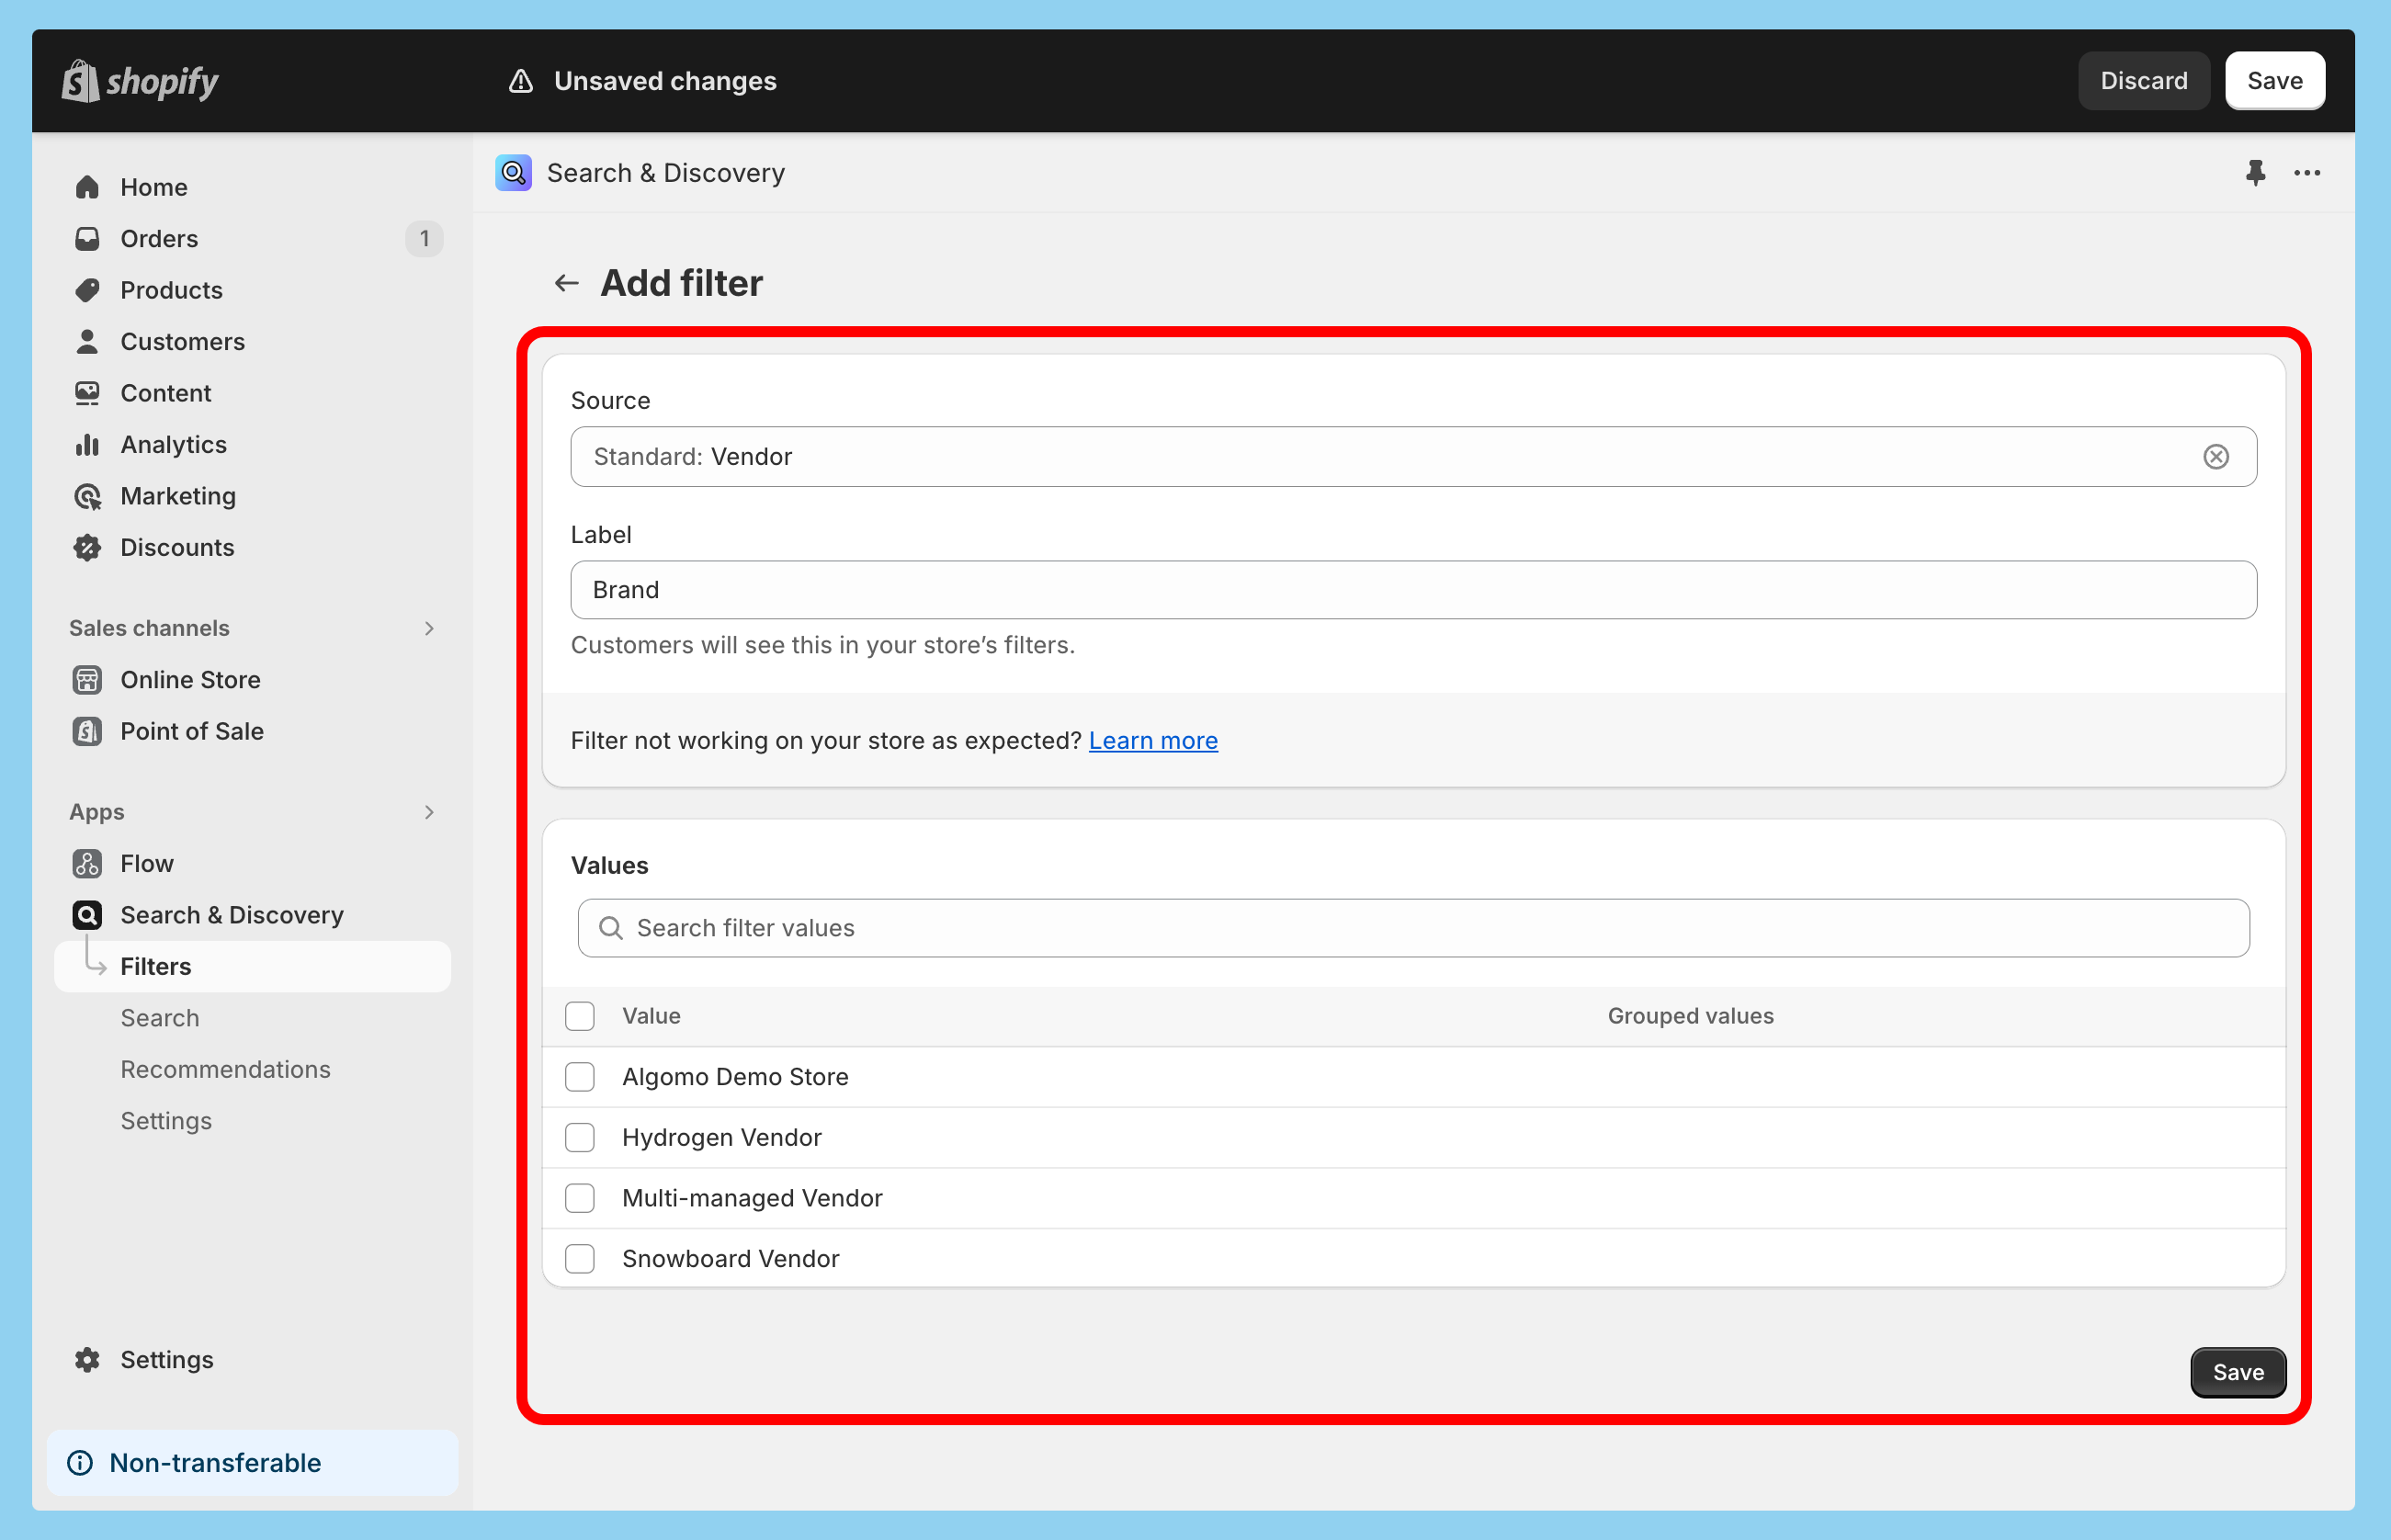 shopify
Unsaved changes
Discard
Save
Home
Orders
1
Products
Customers
Content
Analytics
Marketing
Discounts
Sales channels
Online Store
Point of Sale
Apps
Flow
Search & Discovery
Filters
Search
Recommendations
Settings
Settings
Non-transferable
Search & Discovery
Add filter
Source
Standard: Vendor
Label
Brand
Customers will see this in your store’s filters.
Filter not working on your store as expected? Learn more
Values
Search filter values
Value
Grouped values
Algomo Demo Store
Hydrogen Vendor
Multi-managed Vendor
Snowboard Vendor
Save